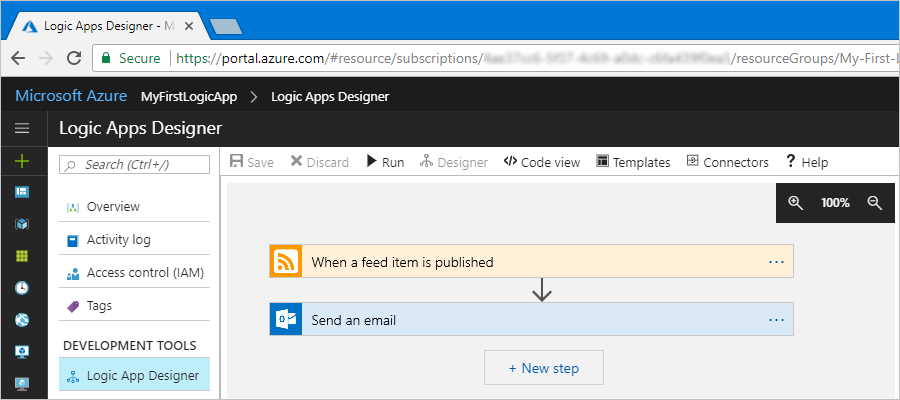 Logic Apps Designer - M
Secure https://portal.azure.com/#resource/subscriptions/ /resourceGroups/My-First-L
Microsoft Azure MyFirstLogicApp > Logic Apps Designer
Logic Apps Designer
Search (Ctrl+/)
Save Discard Run Designer Code view Templates Connectors Help
100%
Overview
Activity log
Access control (IAM)
Tags
DEVELOPMENT TOOLS
Logic App Designer
When a feed item is published ...
Send an email ...
+ New step